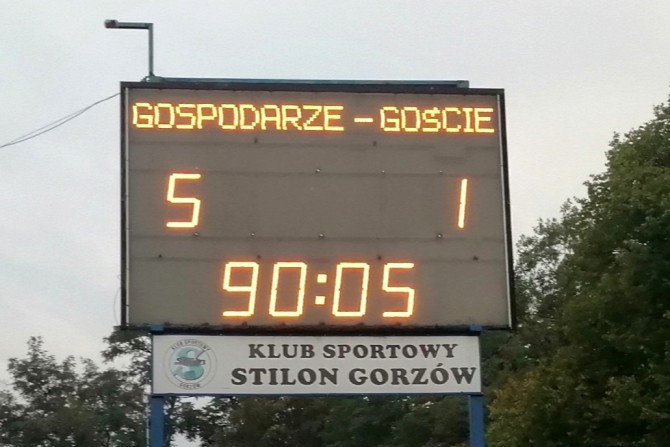 GOSPODARZE - GOŚCIE
5 1
90:05
KLUB SPORTOWY
STILON GORZÓW